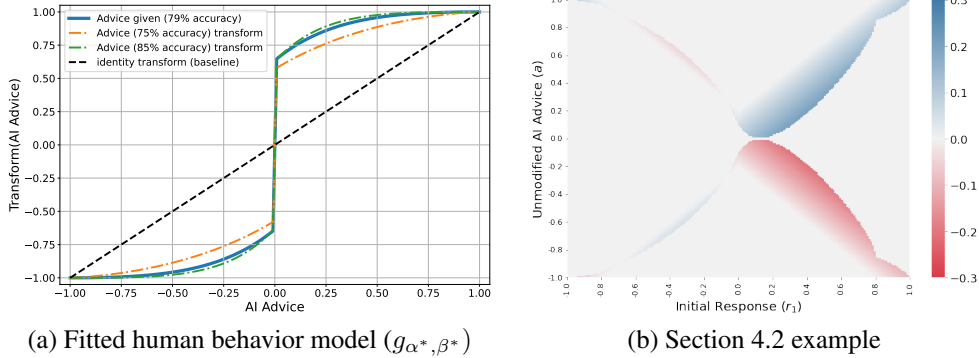 Advice given (79% accuracy)
Advice (75% accuracy) transform
Advice (85% accuracy) transform
identity transform (baseline)
1.00
0.75
0.50
0.25
0.00
−0.25
−0.50
−0.75
−1.00
Transform(AI Advice)
−1.00 −0.75 −0.50 −0.25 0.00 0.25 0.50 0.75 1.00
AI Advice
(a) Fitted human behavior model (gα*,β*)
1.0
0.8
0.6
0.4
0.2
0.0
0.2
0.4
0.6
0.8
-1.0
Unmodified AI Advice (a)
-1.0 -0.8 -0.6 -0.4 -0.2 0.0 0.2 0.4 0.6 0.8 1.0
Initial Response (r1)
0.3
0.2
0.1
0.0
−0.1
−0.2
−0.3
(b) Section 4.2 example